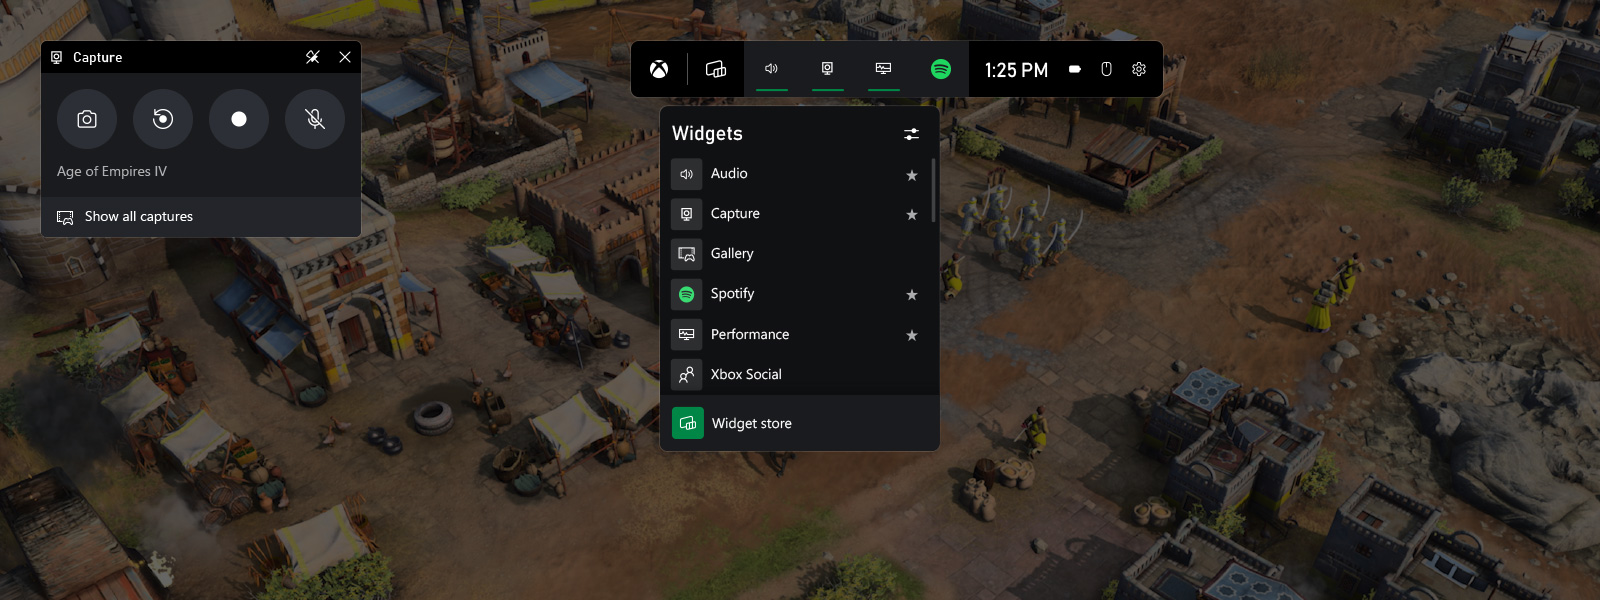 Capture
Age of Empires IV
Show all captures
1:25 PM
Widgets
Audio
Capture
Gallery
Spotify
Performance
Xbox Social
Widget store